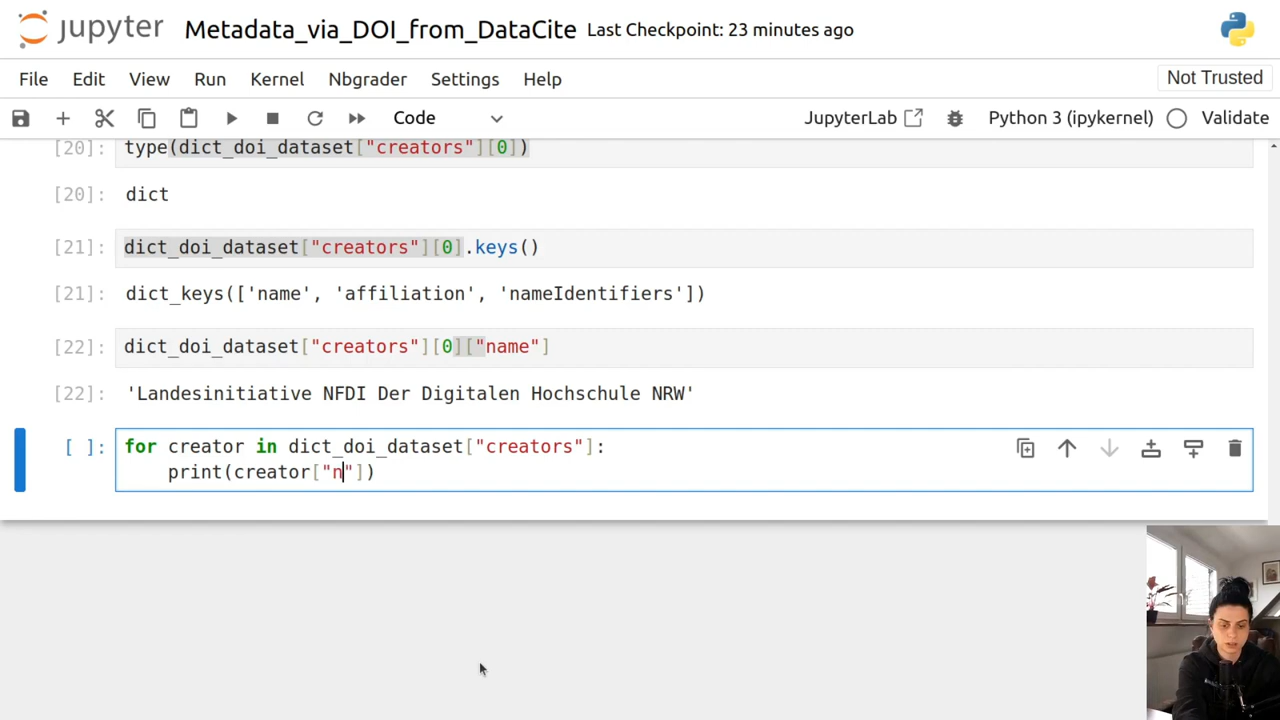 jupyter Metadata_via_DOI_from_DataCite Last Checkpoint: 23 minutes ago
File Edit View Run Kernel Nbgrader Settings Help Not Trusted
Code JupyterLab Python 3 (ipykernel) Validate
[20]: type(dict_doi_dataset["creators"][0])
[20]: dict
[21]: dict_doi_dataset["creators"][0].keys()
[21]: dict_keys(['name', 'affiliation', 'nameIdentifiers'])
[22]: dict_doi_dataset["creators"][0]["name"]
[22]: 'Landesinitiative NFDI Der Digitalen Hochschule NRW'
[ ]: for creator in dict_doi_dataset["creators"]:
print(creator["n"])